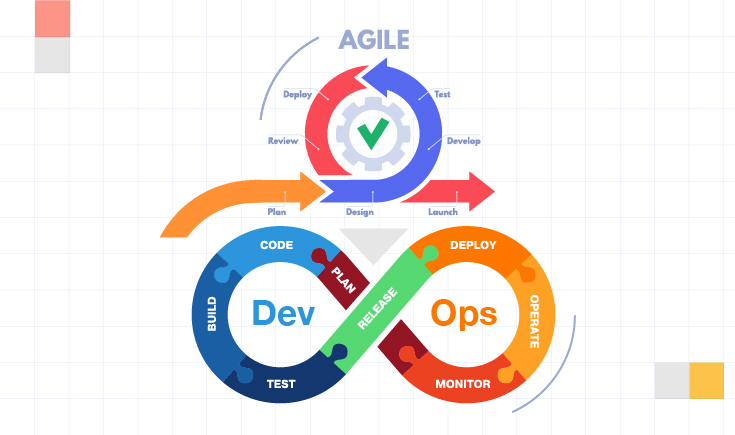 AGILE
Deploy
Test
Review
Develop
Plan
Design
Launch
CODE
DEPLOY
PLAN
BUILD
Dev
RELEASE
Ops
OPERATE
TEST
MONITOR